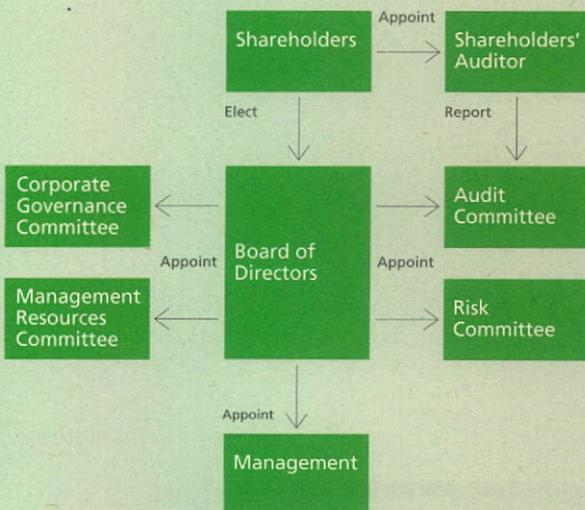 Appoint
Shareholders
Shareholders'
Auditor
Elect
Report
Corporate
Governance
Committee
Audit
Committee
Board of
Directors
Appoint
Appoint
Management
Resources
Committee
Risk
Committee
Appoint
Management